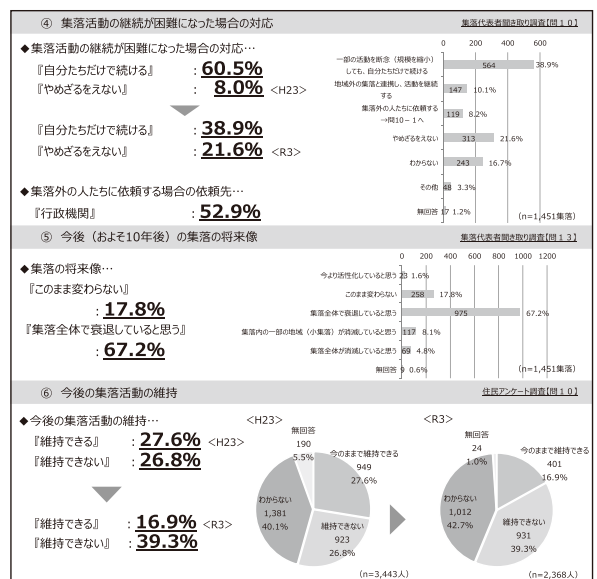 ④ 集落活動の継続が困難になった場合の対応
集落代表者聞き取り調査【問10】
◆集落活動の継続が困難になった場合の対応…
『自分たちだけで続ける』 : 60.5%
『やめざるをえない』 : 8.0% <H23>
『自分たちだけで続ける』 : 38.9%
『やめざるをえない』 : 21.6% <R3>
◆集落外の人たちに依頼する場合の依頼先…
『行政機関』 : 52.9%
0 200 400 600
一部の活動を断念（規模を縮小）
しても、自分たちだけで続ける
564 38.9%
地域外の集落と連携し、活動を継続
する
147 10.1%
集落外の人たちに依頼する
→問10－1へ
119 8.2%
やめざるをえない 313 21.6%
わからない 243 16.7%
その他 48 3.3%
無回答 17 1.2%
(n=1,451集落)
⑤ 今後（およそ10年後）の集落の将来像
集落代表者聞き取り調査【問13】
◆集落の将来像…
『このまま変わらない』
: 17.8%
『集落全体で衰退していると思う』
: 67.2%
0 200 400 600 800 1000 1200
今より活性化していると思う 23 1.6%
このまま変わらない 258 17.8%
集落全体で衰退していると思う 975 67.2%
集落内の一部の地域（小集落）が消滅していると思う 117 8.1%
集落全体が消滅していると思う 69 4.8%
無回答 9 0.6%
(n=1,451集落)
⑥ 今後の集落活動の維持
住民アンケート調査【問10】
◆今後の集落活動の維持…
『維持できる』 : 27.6% <H23>
『維持できない』 : 26.8%
『維持できる』 : 16.9% <R3>
『維持できない』 : 39.3%
<H23>
無回答
190
5.5%
今のままで維持できる
949
27.6%
わからない
1,381
40.1%
維持できない
923
26.8%
(n=3,443人)
<R3>
無回答
24
1.0%
今のままで維持できる
401
16.9%
わからない
1,012
42.7%
維持できない
931
39.3%
(n=2,368人)